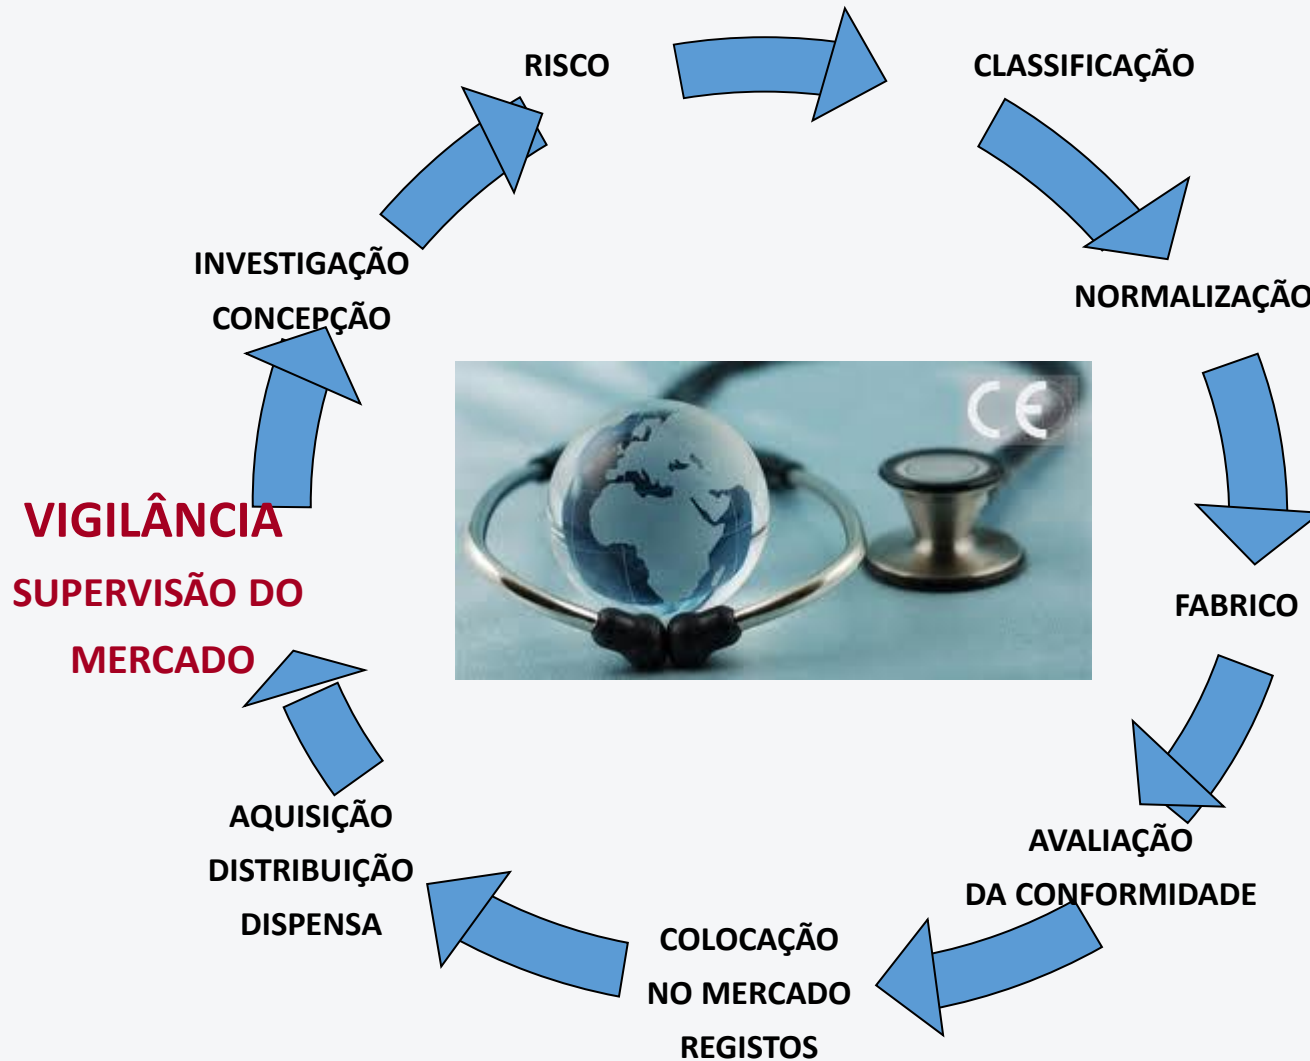 RISCO
CLASSIFICAÇÃO
NORMALIZAÇÃO
FABRICO
AVALIAÇÃO
DA CONFORMIDADE
COLOCAÇÃO
NO MERCADO
REGISTOS
AQUISIÇÃO
DISTRIBUIÇÃO
DISPENSA
VIGILÂNCIA
SUPERVISÃO DO
MERCADO
INVESTIGAÇÃO
CONCEPÇÃO
CE